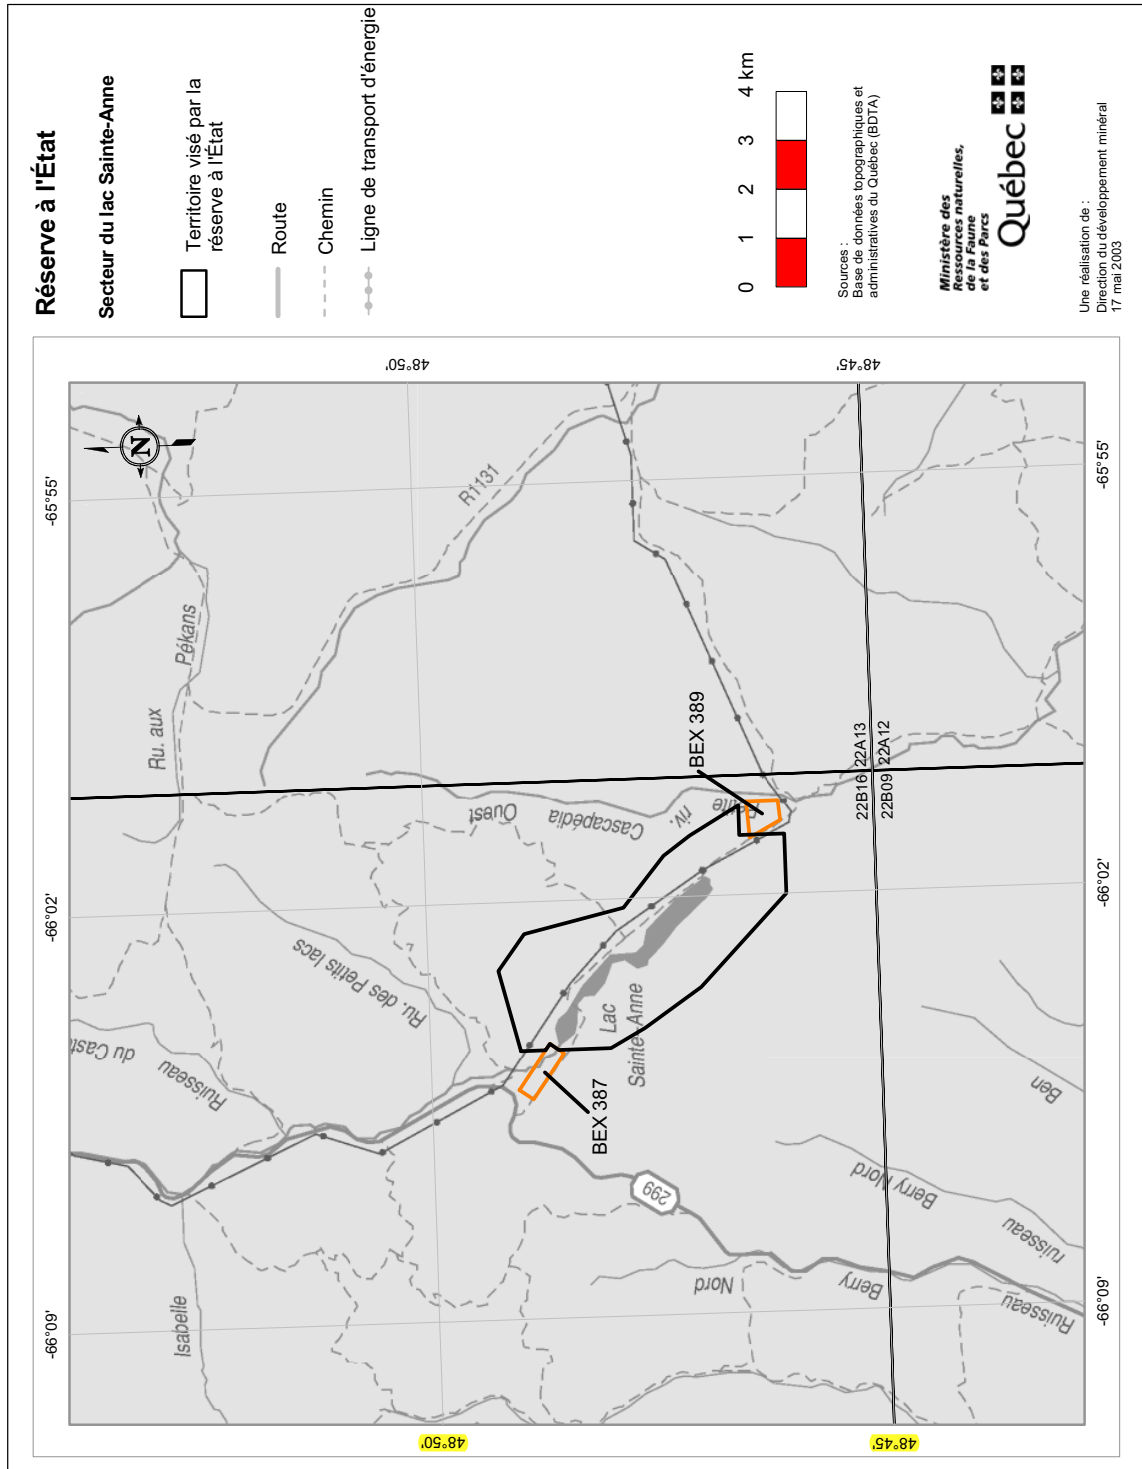 Réserve à l'État
Secteur du lac Sainte-Anne
Territoire visé par la
réserve à l'État
Route
Chemin
Ligne de transport d'énergie
0 1 2 3 4 km
Sources :
Base de données topographiques et
administratives du Québec (BDTA)
Ministère des
Ressources naturelles,
de la Faune
et des Parcs
Québec
Une réalisation de :
Direction du développement minéral
17 mai 2003
-66°09'
-66°02'
-65°55'
48°50'
48°45'
N
Isabelle
Ruisseau
du Cast
Ru. des Petits lacs
Ru. aux
Pékans
R1131
Petite
riv.
Cascapédia
Ouest
BEX 389
BEX 387
Lac
Sainte-Anne
299
Nord
Berry
Ruisseau
Berry Nord
ruisseau
Ben
22B16
22A13
22B09
22A12
48°50'
48°45'
-66°09'
-66°02'
-65°55'